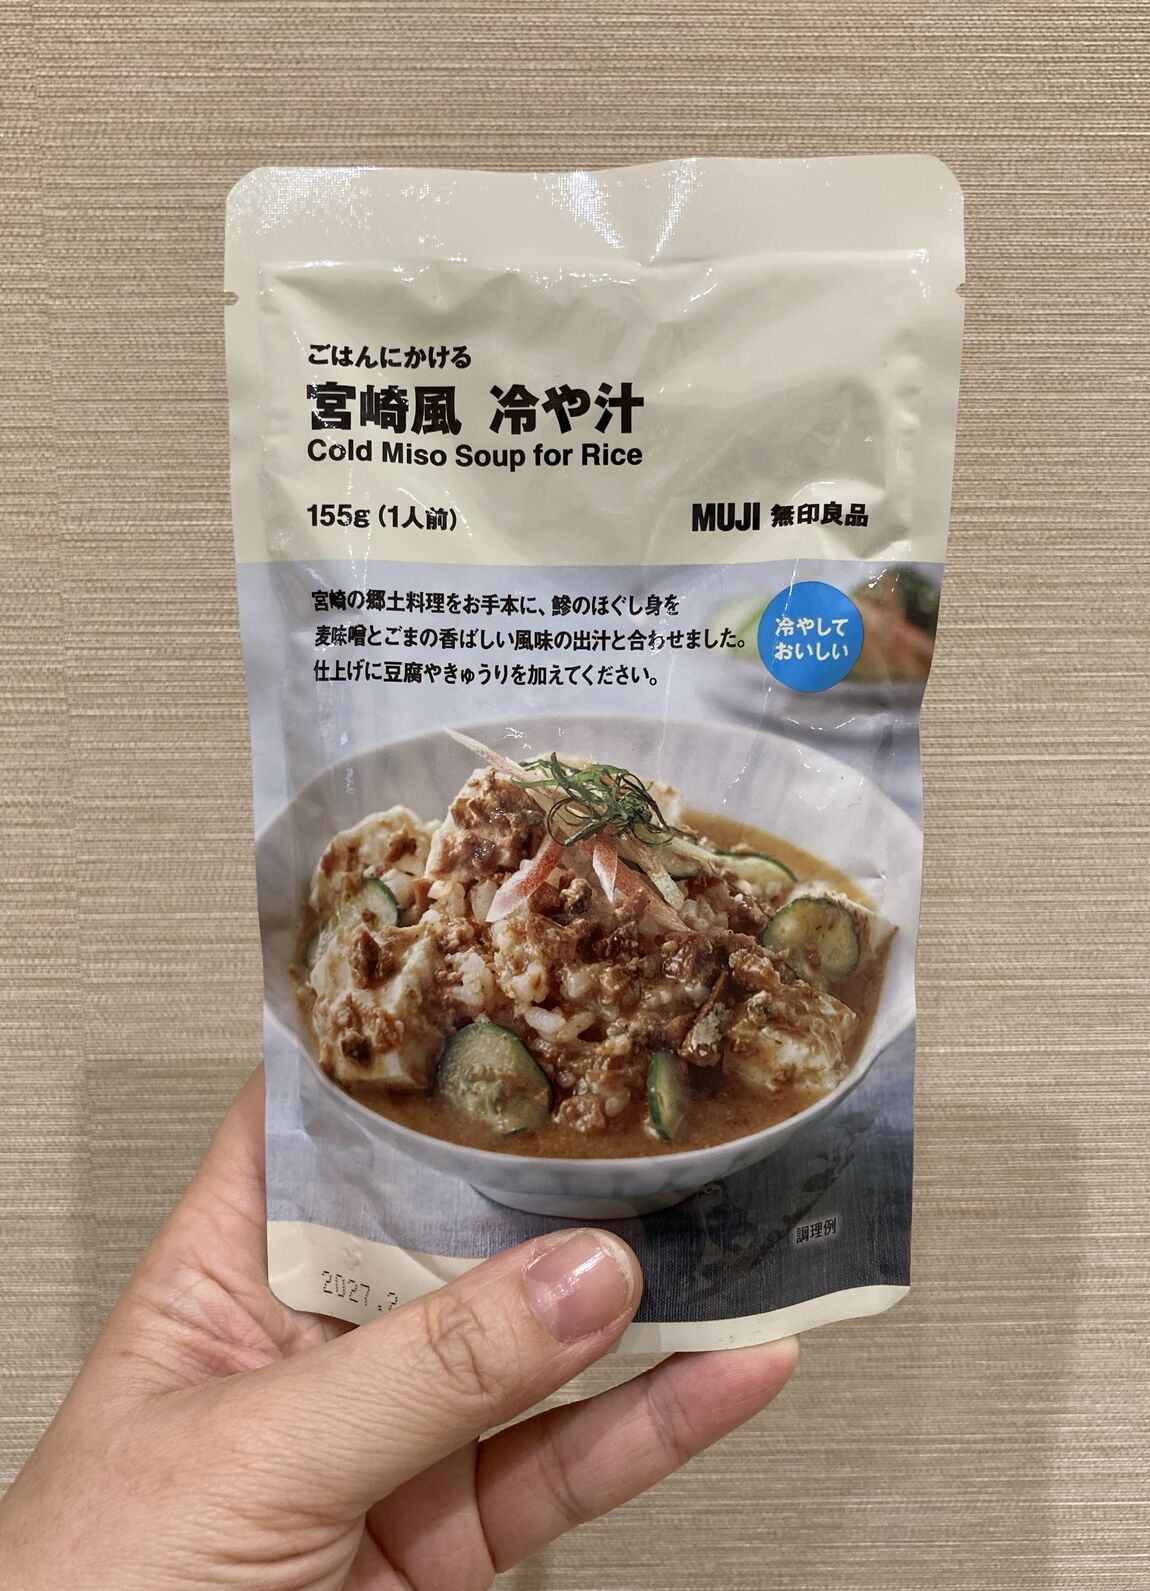 ごはんにかける
宮崎風 冷や汁
Cold Miso Soup for Rice
155g(1人前)
MUJI 無印良品
宮崎の郷土料理をお手本に、鯵のほぐし身を
麦味噌とごまの香ばしい風味の出汁と合わせました。
仕上げに豆腐やきゅうりを加えてください。
冷やして
おいしい
調理例
2027.2